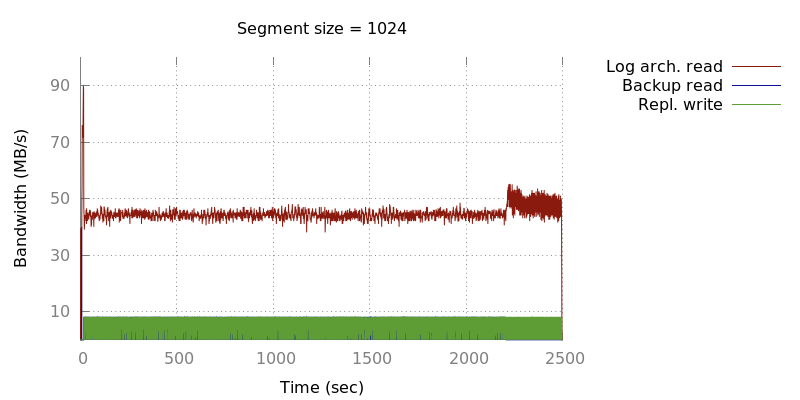 Segment size = 1024
Log arch. read
Backup read
Repl. write
Bandwidth (MB/s)
90
70
50
30
10
0 500 1000 1500 2000 2500
Time (sec)